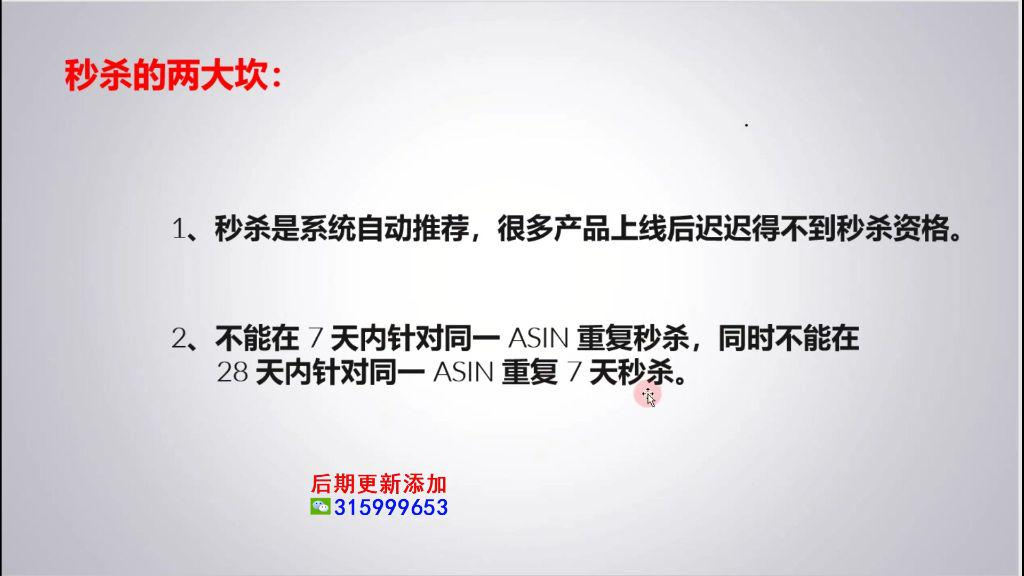 秒杀的两大坎：
1、秒杀是系统自动推荐，很多产品上线后迟迟得不到秒杀资格。
2、不能在 7 天内针对同一 ASIN 重复秒杀，同时不能在
28 天内针对同一 ASIN 重复 7 天秒杀。
后期更新添加
315999653